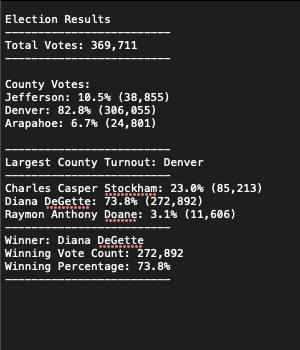 Election Results
-------------------------
Total Votes: 369,711
-------------------------
County Votes:
Jefferson: 10.5% (38,855)
Denver: 82.8% (306,055)
Arapahoe: 6.7% (24,801)
-------------------------
Largest County Turnout: Denver
-------------------------
Charles Casper Stockham: 23.0% (85,213)
Diana DeGette: 73.8% (272,892)
Raymon Anthony Doane: 3.1% (11,606)
-------------------------
Winner: Diana DeGette
Winning Vote Count: 272,892
Winning Percentage: 73.8%
-------------------------